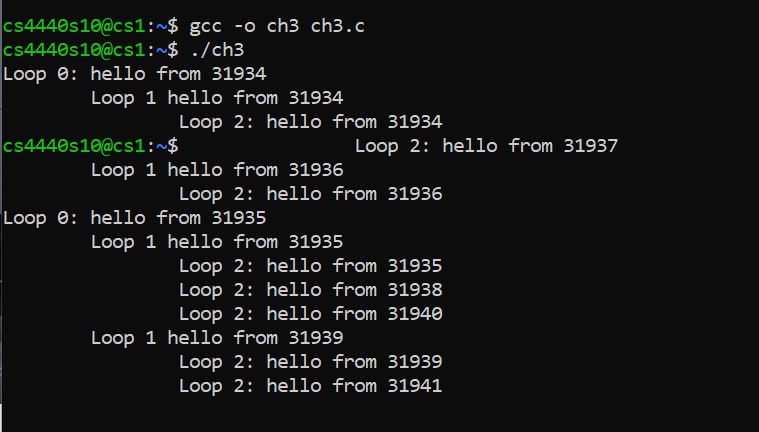 cs4440s10@cs1:~$ gcc -o ch3 ch3.c
cs4440s10@cs1:~$ ./ch3
Loop 0: hello from 31934
        Loop 1 hello from 31934
                Loop 2: hello from 31934
cs4440s10@cs1:~$                Loop 2: hello from 31937
        Loop 1 hello from 31936
                Loop 2: hello from 31936
Loop 0: hello from 31935
        Loop 1 hello from 31935
                Loop 2: hello from 31935
                Loop 2: hello from 31938
                Loop 2: hello from 31940
        Loop 1 hello from 31939
                Loop 2: hello from 31939
                Loop 2: hello from 31941